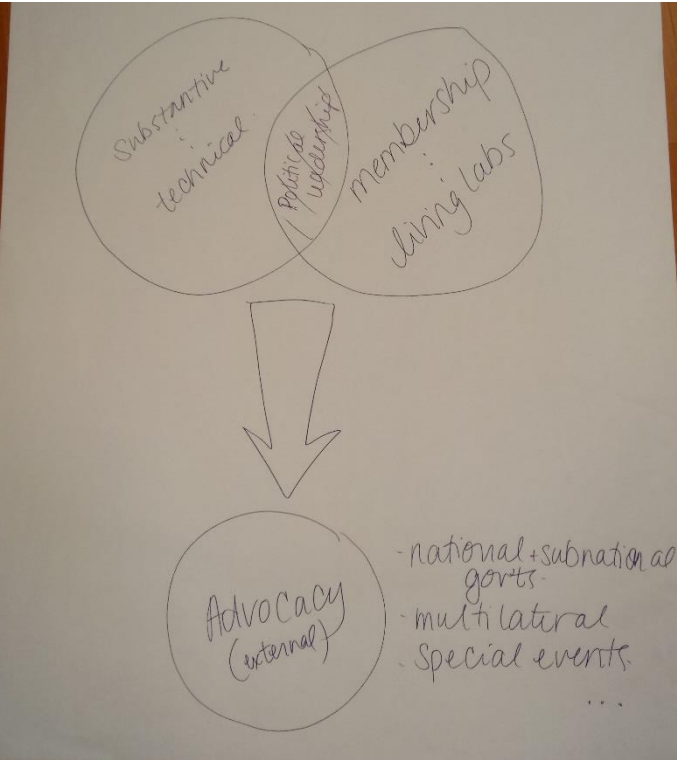 Substantive
:
technical
Political
leadership
membership
:
living labs
Advocacy
(external)
- national + subnational
govts.
- multilateral
. special events.
...